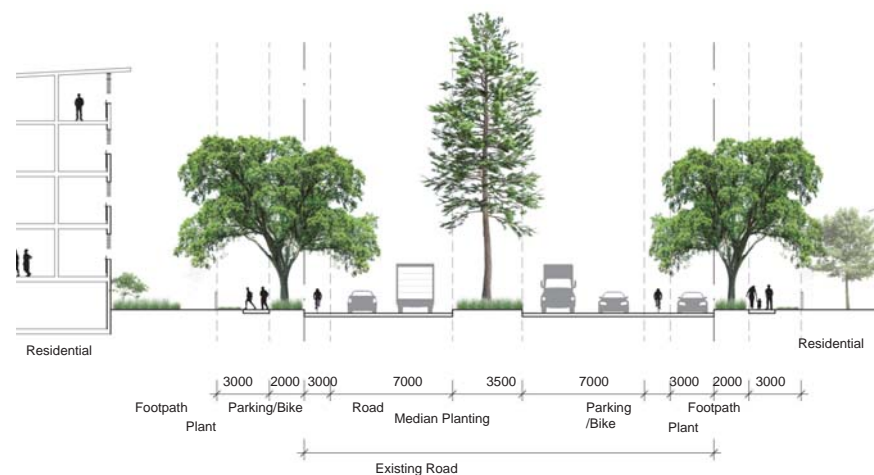 Residential
Residential
3000 2000 3000 7000 3500 7000 3000 2000 3000
Footpath Parking/Bike Road Parking Footpath
Plant Median Planting /Bike Plant
Existing Road